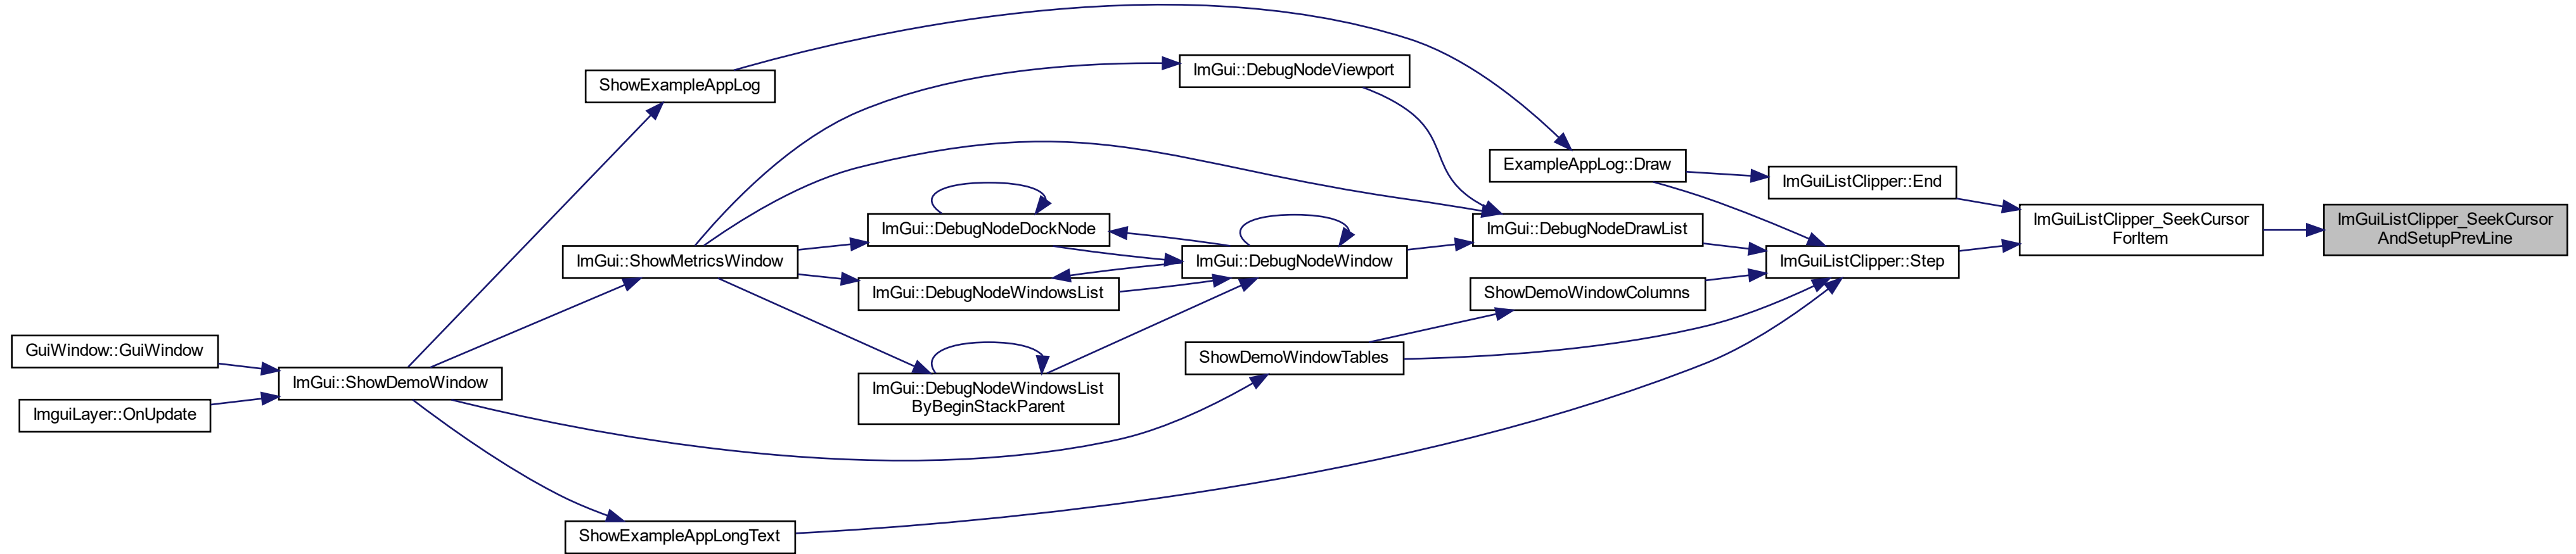 ImGui::DebugNodeViewport
ShowExampleAppLog
ExampleAppLog::Draw
ImGuiListClipper::End
ImGui::DebugNodeDockNode
ImGui::DebugNodeDrawList
ImGuiListClipper_SeekCursor
ForItem
ImGuiListClipper_SeekCursor
AndSetupPrevLine
ImGui::ShowMetricsWindow
ImGui::DebugNodeWindow
ImGuiListClipper::Step
ImGui::DebugNodeWindowsList
ShowDemoWindowColumns
GuiWindow::GuiWindow
ShowDemoWindowTables
ImGui::ShowDemoWindow
ImGui::DebugNodeWindowsList
ByBeginStackParent
ImguiLayer::OnUpdate
ShowExampleAppLongText